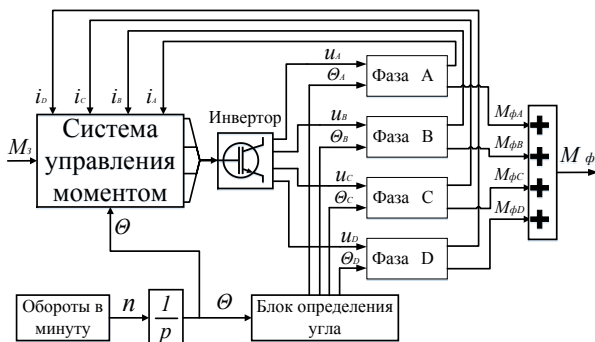 i_D i_C i_B i_A
M_з
Система
управления
моментом
Θ
Инвертор
u_A
Θ_A
Фаза A
u_B
Θ_B
Фаза B
u_C
Θ_C
Фаза C
u_D
Θ_D
Фаза D
M_фA
M_фB
M_фC
M_фD
+
+
+
+
M_ф
Обороты в
минуту
n
1
p
Θ
Блок определения
угла